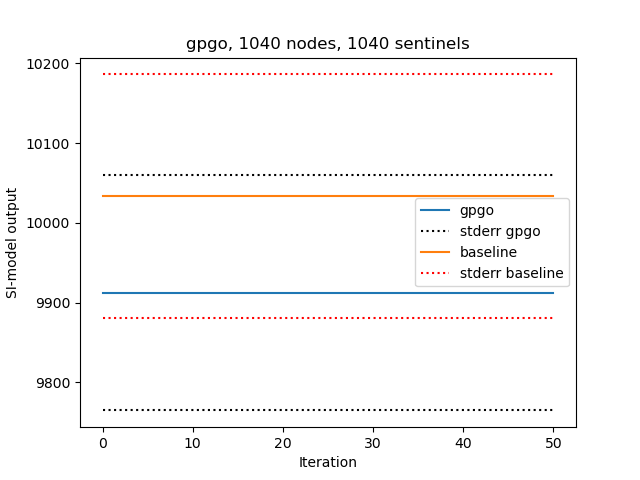 gpgo, 1040 nodes, 1040 sentinels
10200
10100
10000
9900
9800
SI-model output
gpgo
stderr gpgo
baseline
stderr baseline
0 10 20 30 40 50
Iteration